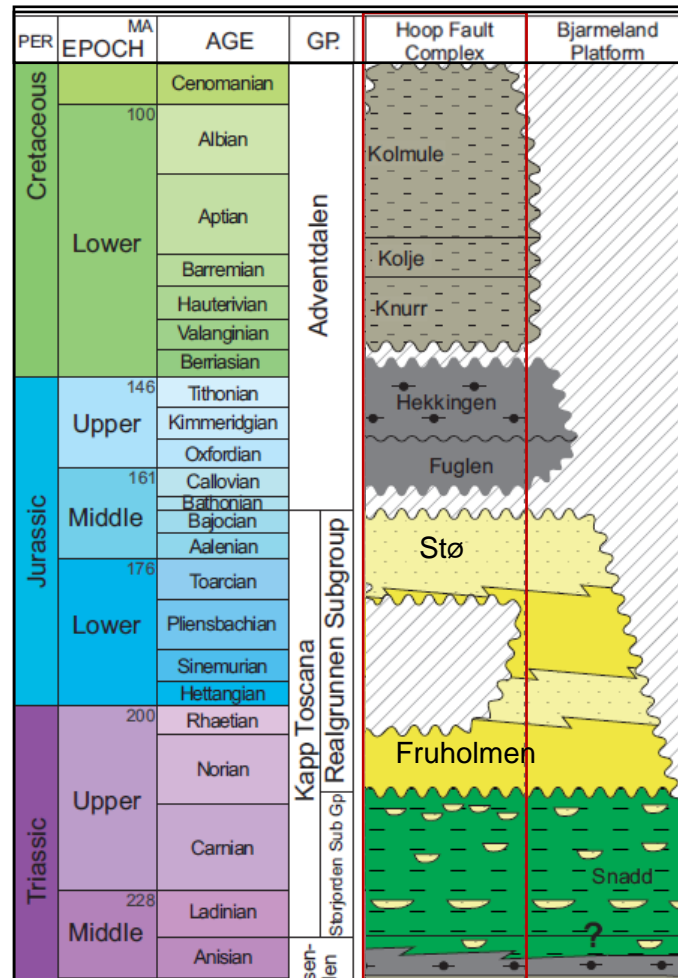 PER
MA
EPOCH
AGE
GP.
Hoop Fault
Complex
Bjarmeland
Platform
Cretaceous
Jurassic
Triassic
100
Lower
146
Upper
161
Middle
176
Lower
200
Upper
228
Middle
Cenomanian
Albian
Aptian
Barremian
Hauterivian
Valanginian
Berriasian
Tithonian
Kimmeridgian
Oxfordian
Callovian
Bathonian
Bajocian
Aalenian
Toarcian
Pliensbachian
Sinemurian
Hettangian
Rhaetian
Norian
Carnian
Ladinian
Anisian
Adventdalen
Kapp Toscana
Realgrunnen Subgroup
Storjorden Sub Gp
sen-
len
Kolmule
Kolje
Knurr
Hekkingen
Fuglen
Stø
Fruholmen
Snadd
?